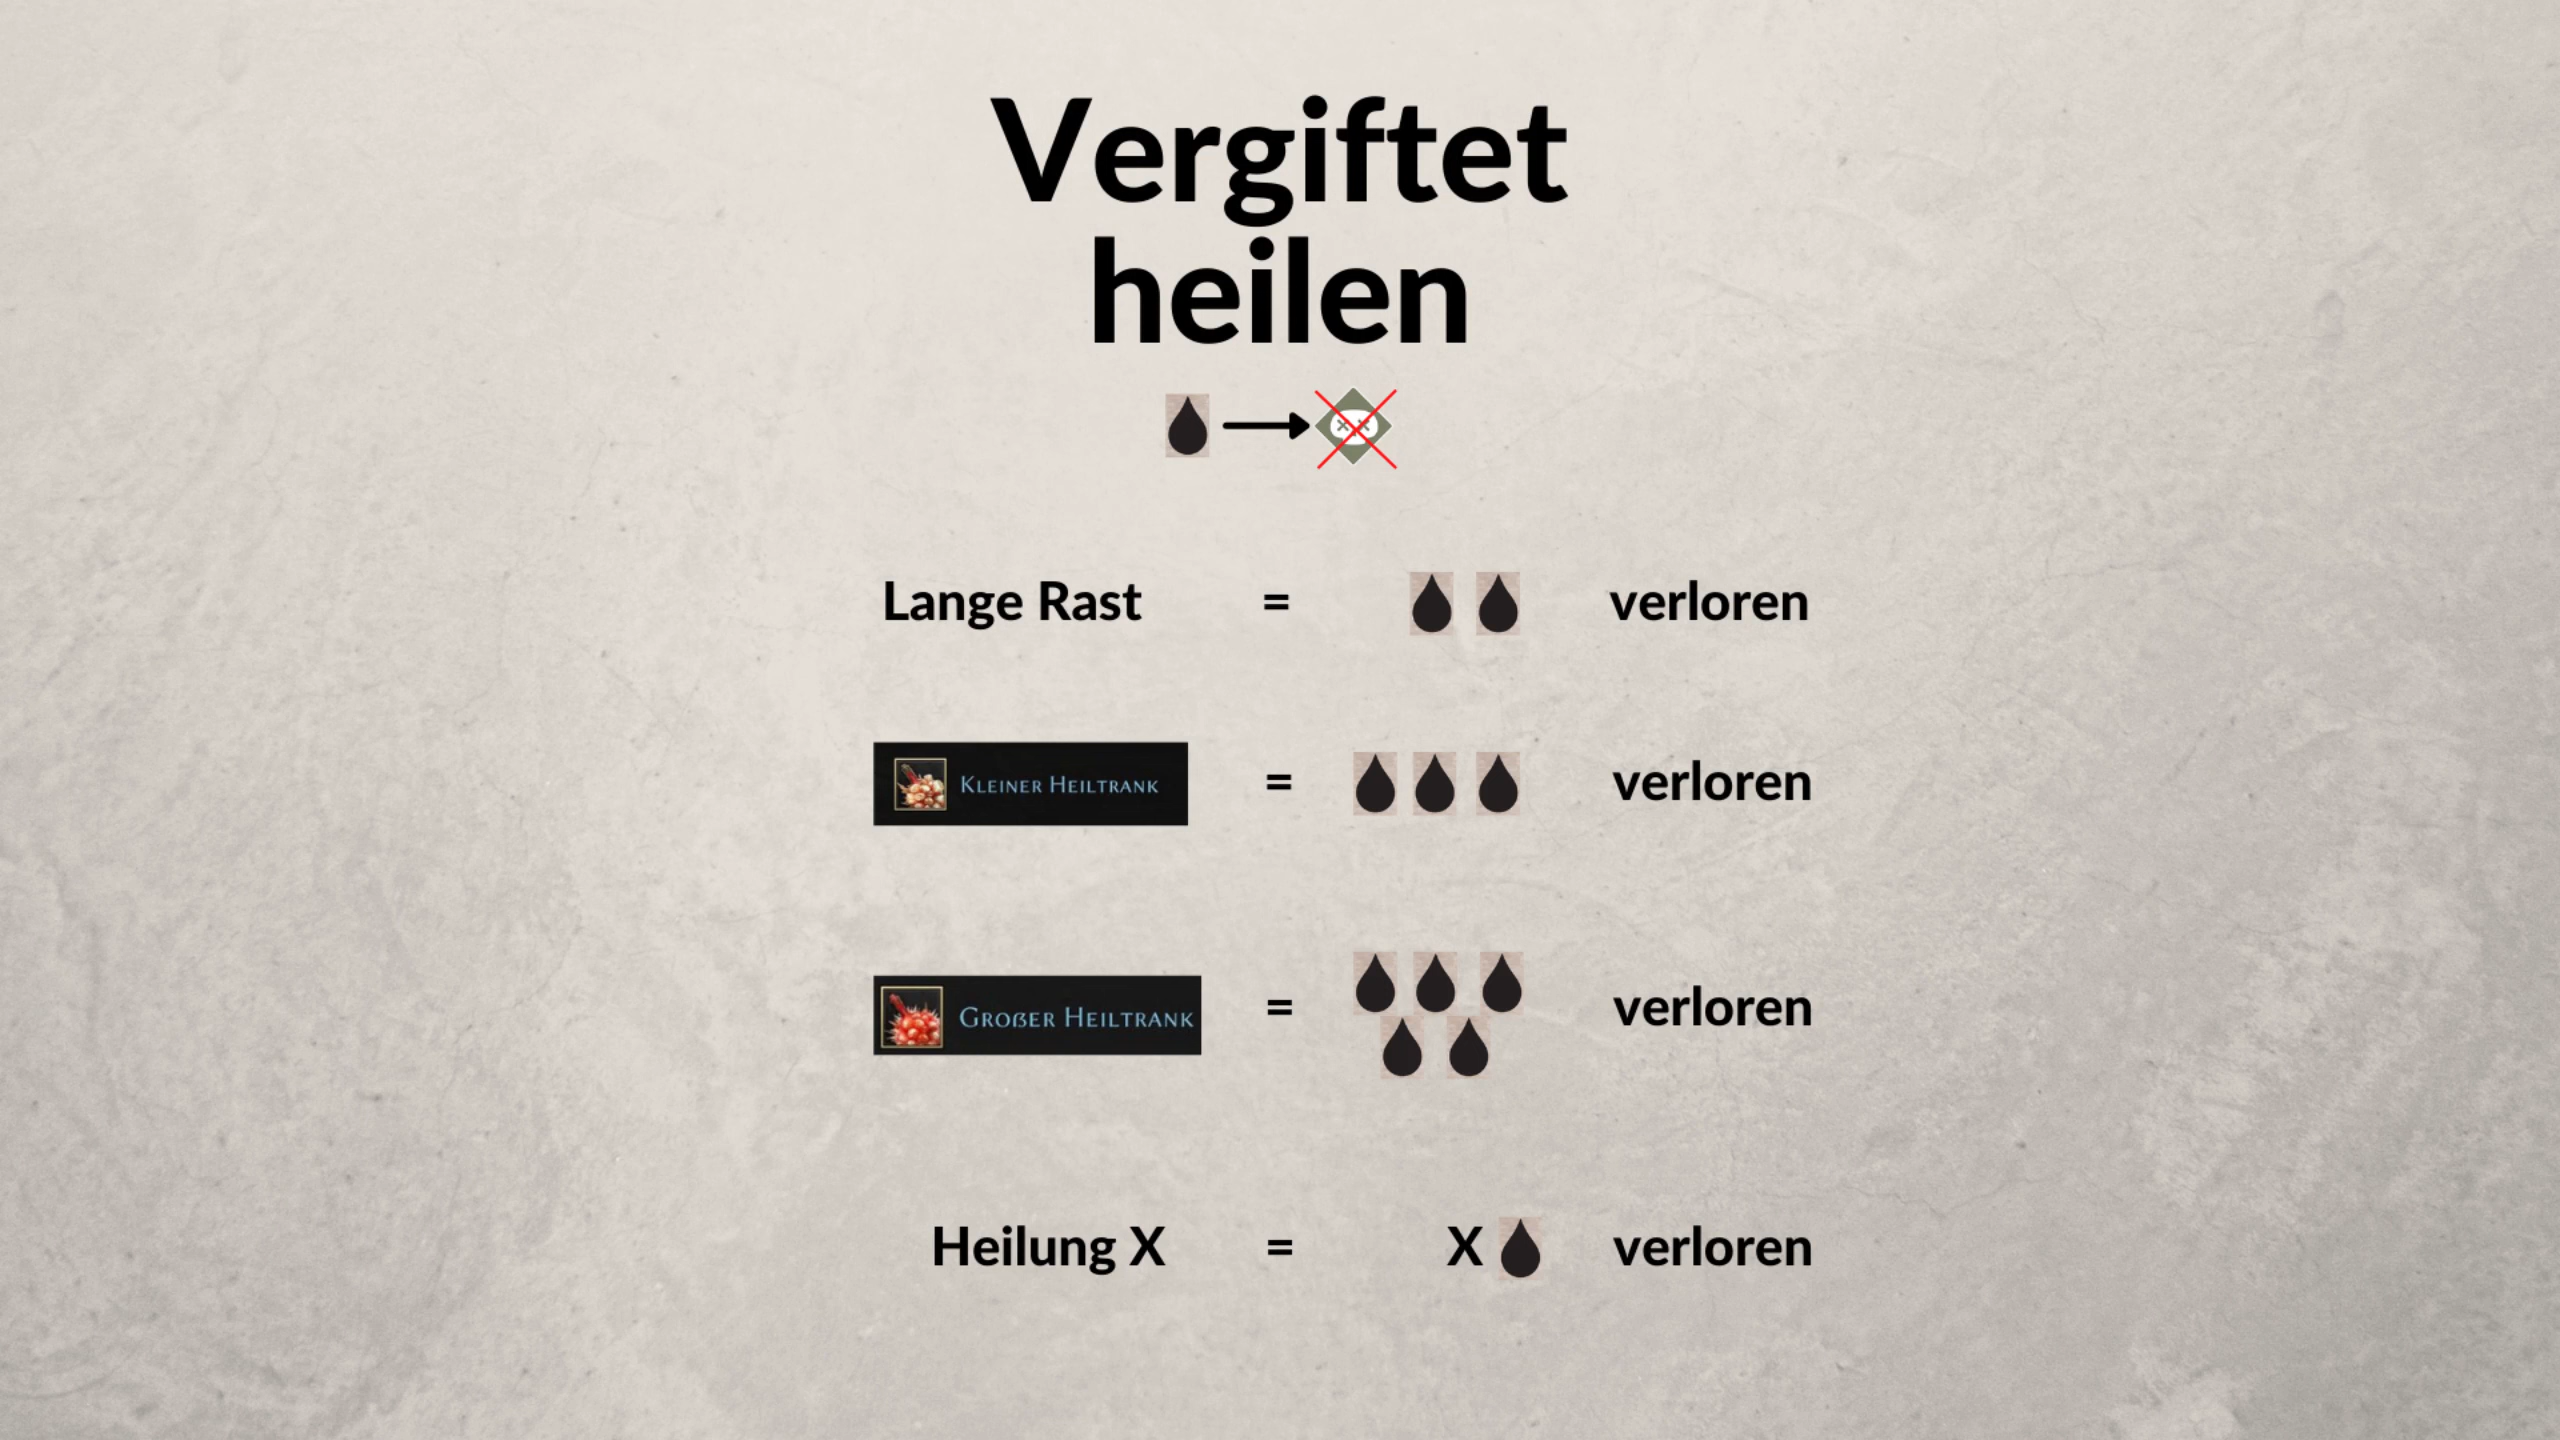 Vergiftet
heilen
Lange Rast = verloren
Kleiner Heiltrank = verloren
Großer Heiltrank = verloren
Heilung X = X verloren